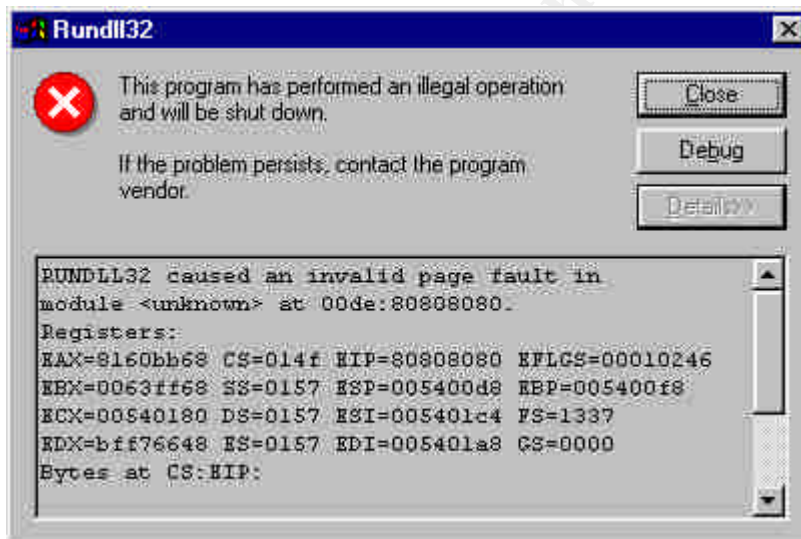 Rundll32
This program has performed an illegal operation
and will be shut down.
If the problem persists, contact the program
vendor.
Close
Debug
Details>>
RUNDLL32 caused an invalid page fault in
module <unknown> at 00de:80808080.
Registers:
EAX=8160bb68 CS=014f EIP=80808080 EFLGS=00010246
EBX=0063ff68 SS=0157 ESP=005400d8 EBP=005400f8
ECX=00540180 DS=0157 ESI=005401c4 FS=1337
EDX=bff76648 ES=0157 EDI=005401a8 GS=0000
Bytes at CS:EIP: